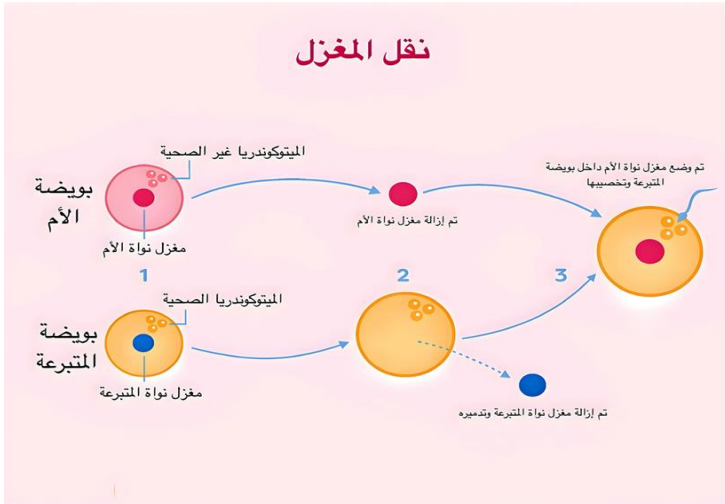 نقل المغزل
الميتوكوندريا غير الصحية
بويضة
الأم
مغزل نواة الأم
تم إزالة مغزل نواة الأم
تم وضع مغزل نواة الأم داخل بويضة
المتبرعة وتخصيبها
1
2
3
الميتوكوندريا الصحية
بويضة
المتبرعة
مغزل نواة المتبرعة
تم إزالة مغزل نواة المتبرعة وتدميره